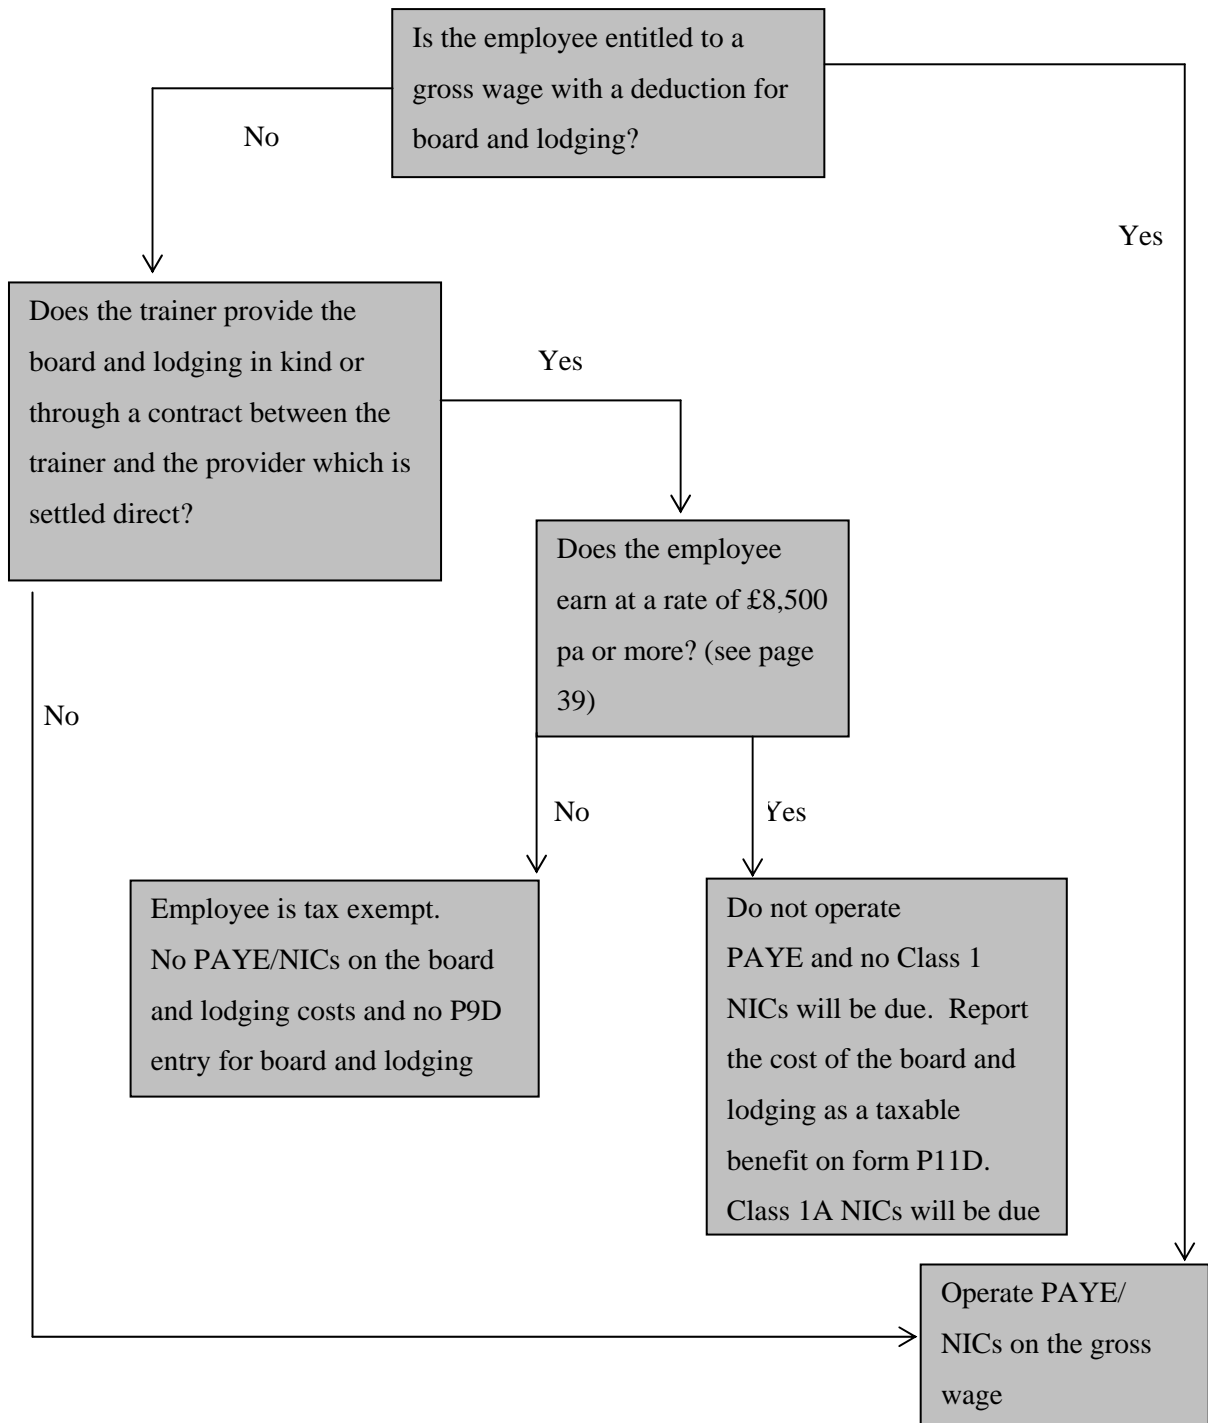 Is the employee entitled to a
gross wage with a deduction for
board and lodging?
No
Yes
Does the trainer provide the
board and lodging in kind or
through a contract between the
trainer and the provider which is
settled direct?
Yes
Does the employee
earn at a rate of £8,500
pa or more? (see page
39)
No
No
Yes
Employee is tax exempt.
No PAYE/NICs on the board
and lodging costs and no P9D
entry for board and lodging
Do not operate
PAYE and no Class 1
NICs will be due.  Report
the cost of the board and
lodging as a taxable
benefit on form P11D.
Class 1A NICs will be due
Operate PAYE/
NICs on the gross
wage